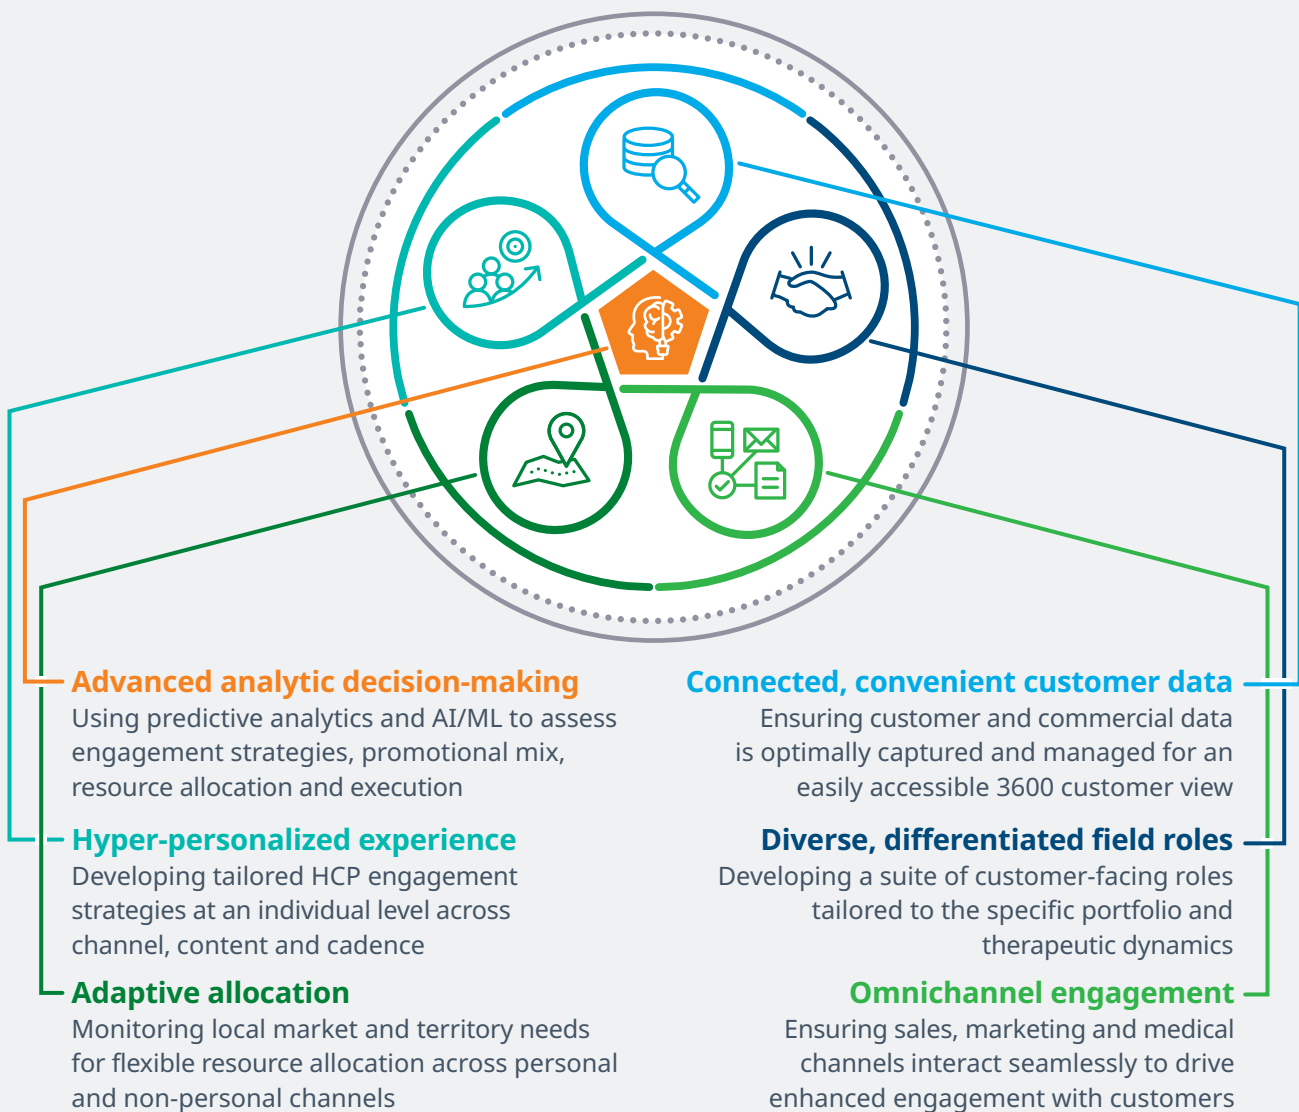 Advanced analytic decision-making
Using predictive analytics and AI/ML to assess
engagement strategies, promotional mix,
resource allocation and execution
Hyper-personalized experience
Developing tailored HCP engagement
strategies at an individual level across
channel, content and cadence
Adaptive allocation
Monitoring local market and territory needs
for flexible resource allocation across personal
and non-personal channels
Connected, convenient customer data
Ensuring customer and commercial data
is optimally captured and managed for an
easily accessible 3600 customer view
Diverse, differentiated field roles
Developing a suite of customer-facing roles
tailored to the specific portfolio and
therapeutic dynamics
Omnichannel engagement
Ensuring sales, marketing and medical
channels interact seamlessly to drive
enhanced engagement with customers